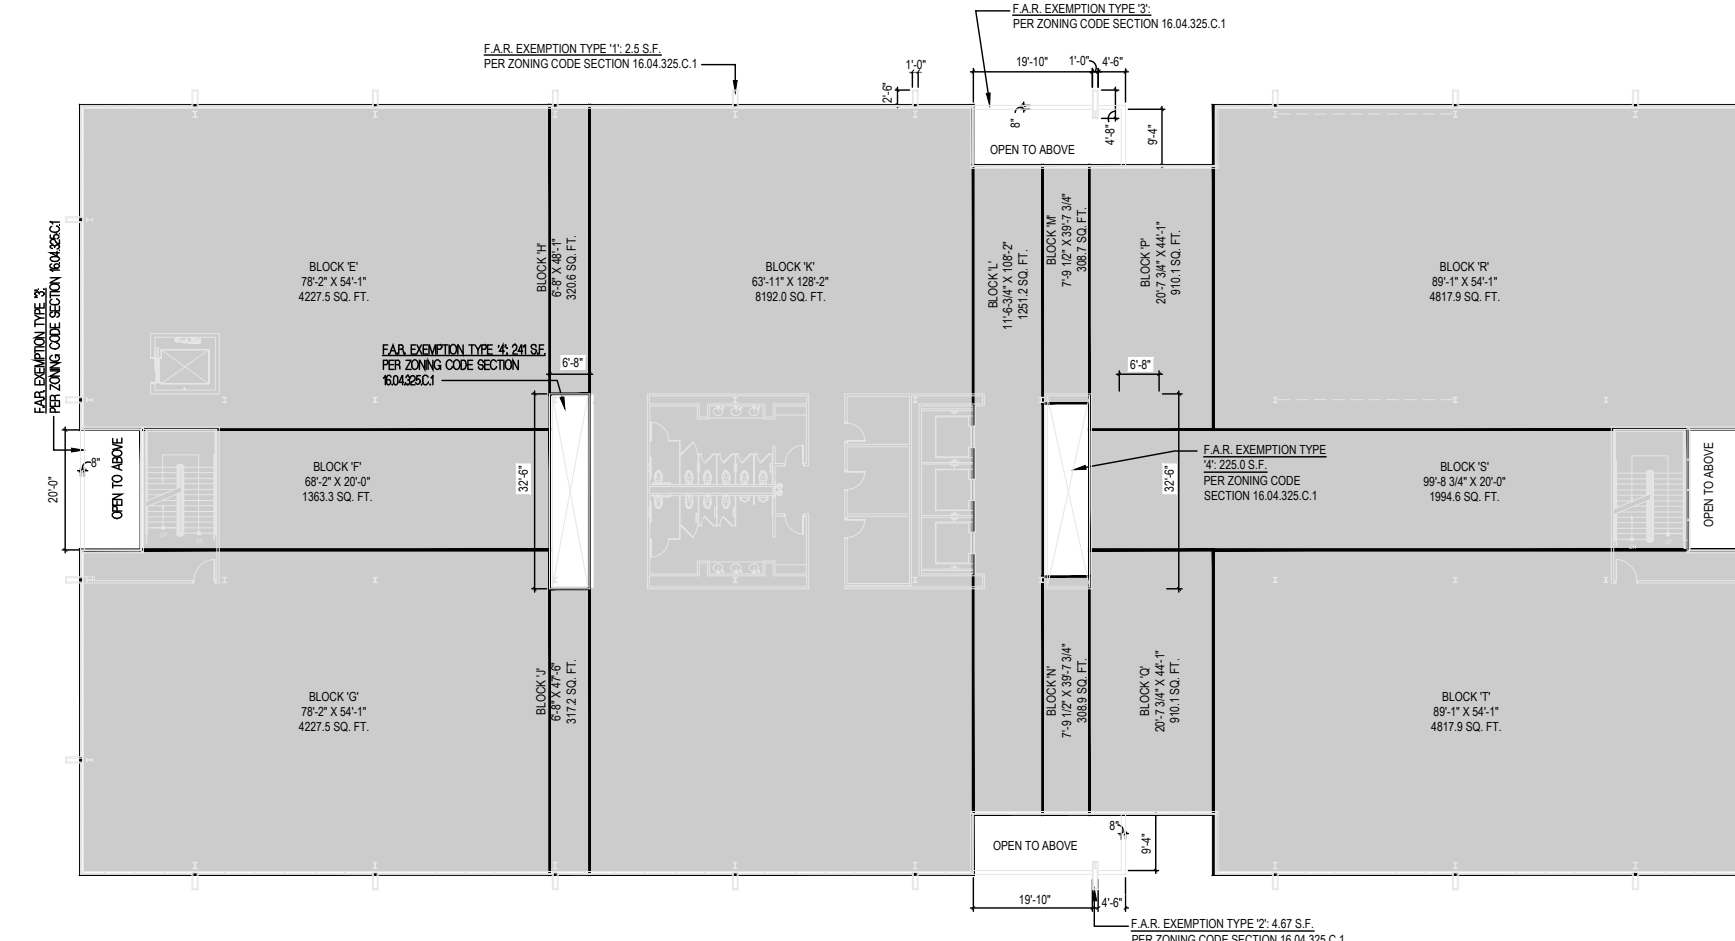 F.A.R. EXEMPTION TYPE '3':
PER ZONING CODE SECTION 16.04.325.C.1
F.A.R. EXEMPTION TYPE '1': 2.5 S.F.
PER ZONING CODE SECTION 16.04.325.C.1
1'-0"
2'-6"
19'-10"
1'-0"
4'-6"
8"
4'-8"
9'-4"
OPEN TO ABOVE
F.A.R. EXEMPTION TYPE '3':
PER ZONING CODE SECTION 16.04.325.C.1
BLOCK 'E'
78'-2" X 54'-1"
4227.5 SQ. FT.
BLOCK 'H'
6'-8" X 48'-1"
320.6 SQ. FT.
BLOCK 'K'
63'-11" X 128'-2"
8192.0 SQ. FT.
BLOCK 'L'
11'-6-3/4" X 108'-2"
1251.2 SQ. FT.
BLOCK 'M'
7'-9 1/2" X 39'-7 3/4"
308.7 SQ. FT.
BLOCK 'P'
20'-7 3/4" X 44'-1"
910.1 SQ. FT.
BLOCK 'R'
89'-1" X 54'-1"
4817.9 SQ. FT.
F.A.R. EXEMPTION TYPE '4': 241 S.F.
PER ZONING CODE SECTION
16.04.325.C.1
6'-8"
6'-8"
20'-0"
8"
OPEN TO ABOVE
BLOCK 'F'
68'-2" X 20'-0"
1363.3 SQ. FT.
32'-6"
32'-6"
F.A.R. EXEMPTION TYPE
'4': 225.0 S.F.
PER ZONING CODE
SECTION 16.04.325.C.1
BLOCK 'S'
99'-8 3/4" X 20'-0"
1994.6 SQ. FT.
OPEN TO ABOVE
BLOCK 'G'
78'-2" X 54'-1"
4227.5 SQ. FT.
BLOCK 'J'
6'-8" X 47'-6"
317.2 SQ. FT.
BLOCK 'N'
7'-9 1/2" X 39'-7 3/4"
308.9 SQ. FT.
BLOCK 'Q'
20'-7 3/4" X 44'-1"
910.1 SQ. FT.
BLOCK 'T'
89'-1" X 54'-1"
4817.9 SQ. FT.
OPEN TO ABOVE
8"
9'-4"
19'-10"
4'-6"
F.A.R. EXEMPTION TYPE '2': 4.67 S.F.
PER ZONING CODE SECTION 16.04.325.C.1